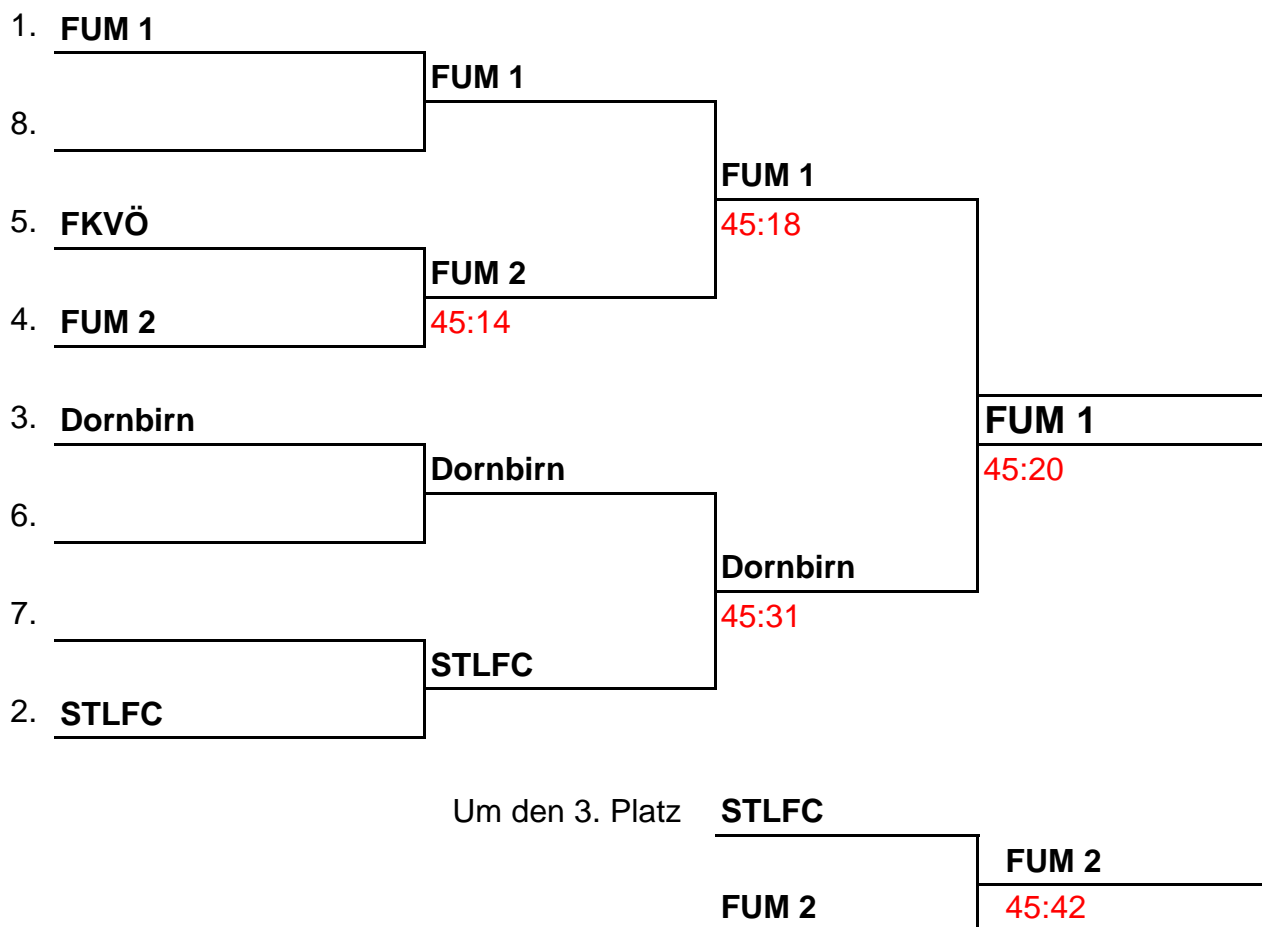 1. FUM 1
FUM 1
8.
FUM 1
5. FKVÖ
45:18
FUM 2
4. FUM 2
45:14
3. Dornbirn
FUM 1
Dornbirn
45:20
6.
Dornbirn
7.
45:31
STLFC
2. STLFC
Um den 3. Platz STLFC
FUM 2
FUM 2
45:42